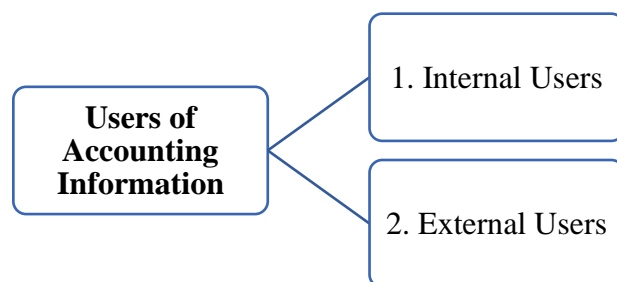 Users of
Accounting
Information
1. Internal Users
2. External Users